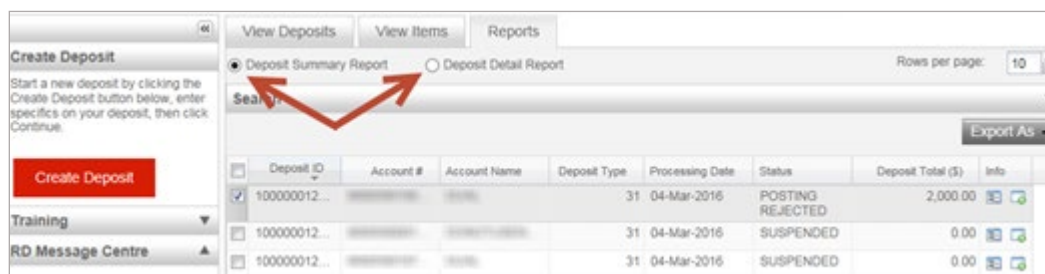 View Deposits View Items Reports
Create Deposit
Deposit Summary Report Deposit Detail Report Rows per page: 10
Start a new deposit by clicking the
Create Deposit button below, enter
specifics on your deposit, then click
Continue.
Search
Export As
Create Deposit
Deposit ID Account # Account Name Deposit Type Processing Date Status Deposit Total ($) Info
100000012... 31 04-Mar-2016 POSTING REJECTED 2,000.00
Training
100000012... 31 04-Mar-2016 SUSPENDED 0.00
RD Message Centre
100000012... 31 04-Mar-2016 SUSPENDED 0.00